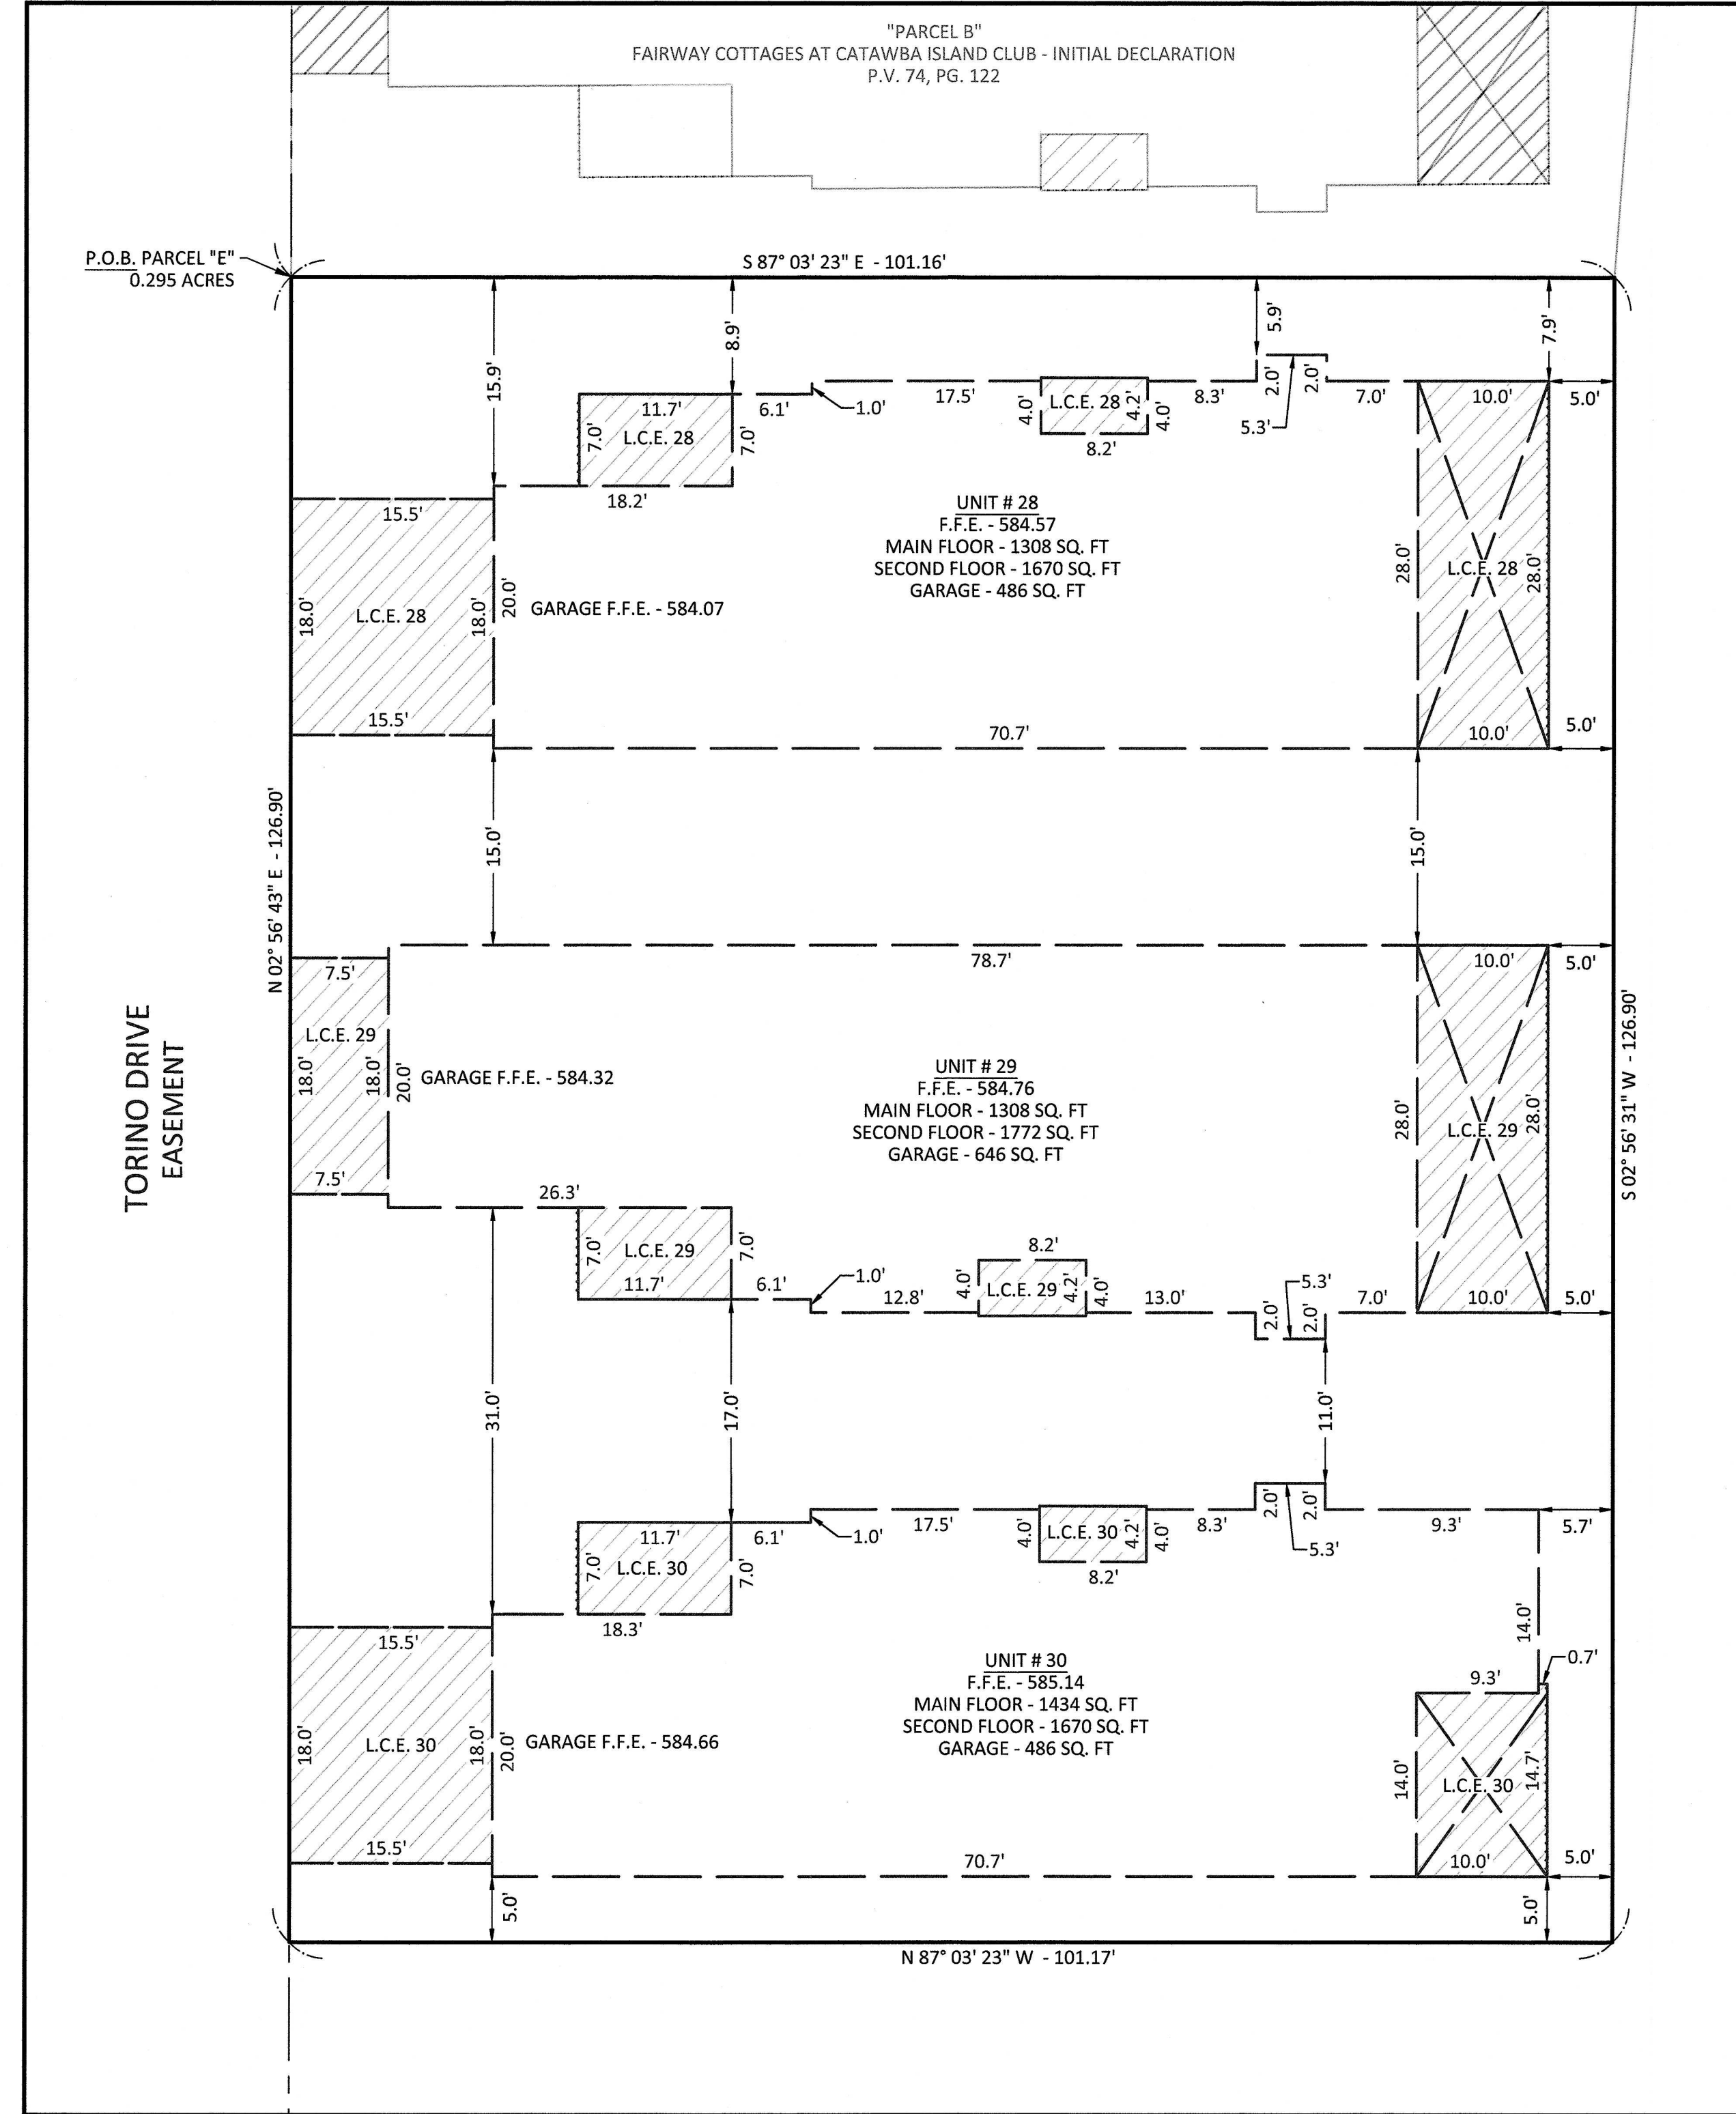 "PARCEL B"
FAIRWAY COTTAGES AT CATAWBA ISLAND CLUB - INITIAL DECLARATION
P.V. 74, PG. 122
P.O.B. PARCEL "E"
0.295 ACRES
S 87° 03' 23" E - 101.16'
15.9'
8.9'
5.9'
7.9'
11.7'
6.1'
1.0'
17.5'
4.0'
L.C.E. 28
4.2'
4.0'
8.2'
8.3'
2.0'
2.0'
5.3'
7.0'
10.0'
5.0'
7.0'
L.C.E. 28
7.0'
18.2'
15.5'
18.0'
L.C.E. 28
18.0'
20.0'
15.5'
GARAGE F.F.E. - 584.07
UNIT # 28
F.F.E. - 584.57
MAIN FLOOR - 1308 SQ. FT
SECOND FLOOR - 1670 SQ. FT
GARAGE - 486 SQ. FT
28.0'
L.C.E. 28
28.0'
70.7'
10.0'
5.0'
N 02° 56' 43" E - 126.90'
15.0'
15.0'
TORINO DRIVE
EASEMENT
7.5'
78.7'
10.0'
5.0'
L.C.E. 29
18.0'
18.0'
20.0'
GARAGE F.F.E. - 584.32
7.5'
UNIT # 29
F.F.E. - 584.76
MAIN FLOOR - 1308 SQ. FT
SECOND FLOOR - 1772 SQ. FT
GARAGE - 646 SQ. FT
28.0'
L.C.E. 29
28.0'
S 02° 56' 31" W - 126.90'
26.3'
7.0'
L.C.E. 29
7.0'
11.7'
6.1'
1.0'
12.8'
8.2'
4.0'
L.C.E. 29
4.2'
4.0'
13.0'
2.0'
2.0'
5.3'
7.0'
10.0'
5.0'
31.0'
17.0'
11.0'
11.7'
6.1'
1.0'
17.5'
4.0'
L.C.E. 30
4.2'
4.0'
8.2'
8.3'
2.0'
2.0'
5.3'
9.3'
5.7'
7.0'
L.C.E. 30
7.0'
18.3'
15.5'
18.0'
L.C.E. 30
18.0'
20.0'
15.5'
GARAGE F.F.E. - 584.66
UNIT # 30
F.F.E. - 585.14
MAIN FLOOR - 1434 SQ. FT
SECOND FLOOR - 1670 SQ. FT
GARAGE - 486 SQ. FT
14.0'
0.7'
9.3'
14.0'
L.C.E. 30
14.7'
70.7'
10.0'
5.0'
5.0'
5.0'
N 87° 03' 23" W - 101.17'